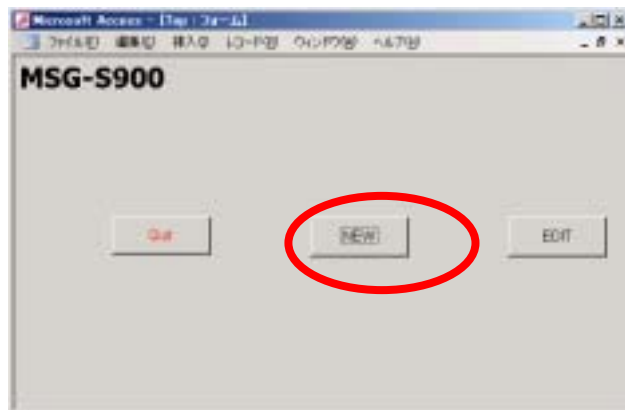 Microsoft Access - [Top : フォーム]
ファイル(F) 編集(E) 挿入(I) レコード(R) ウィンドウ(W) ヘルプ(H)
MSG-S900
Quit NEW EDIT